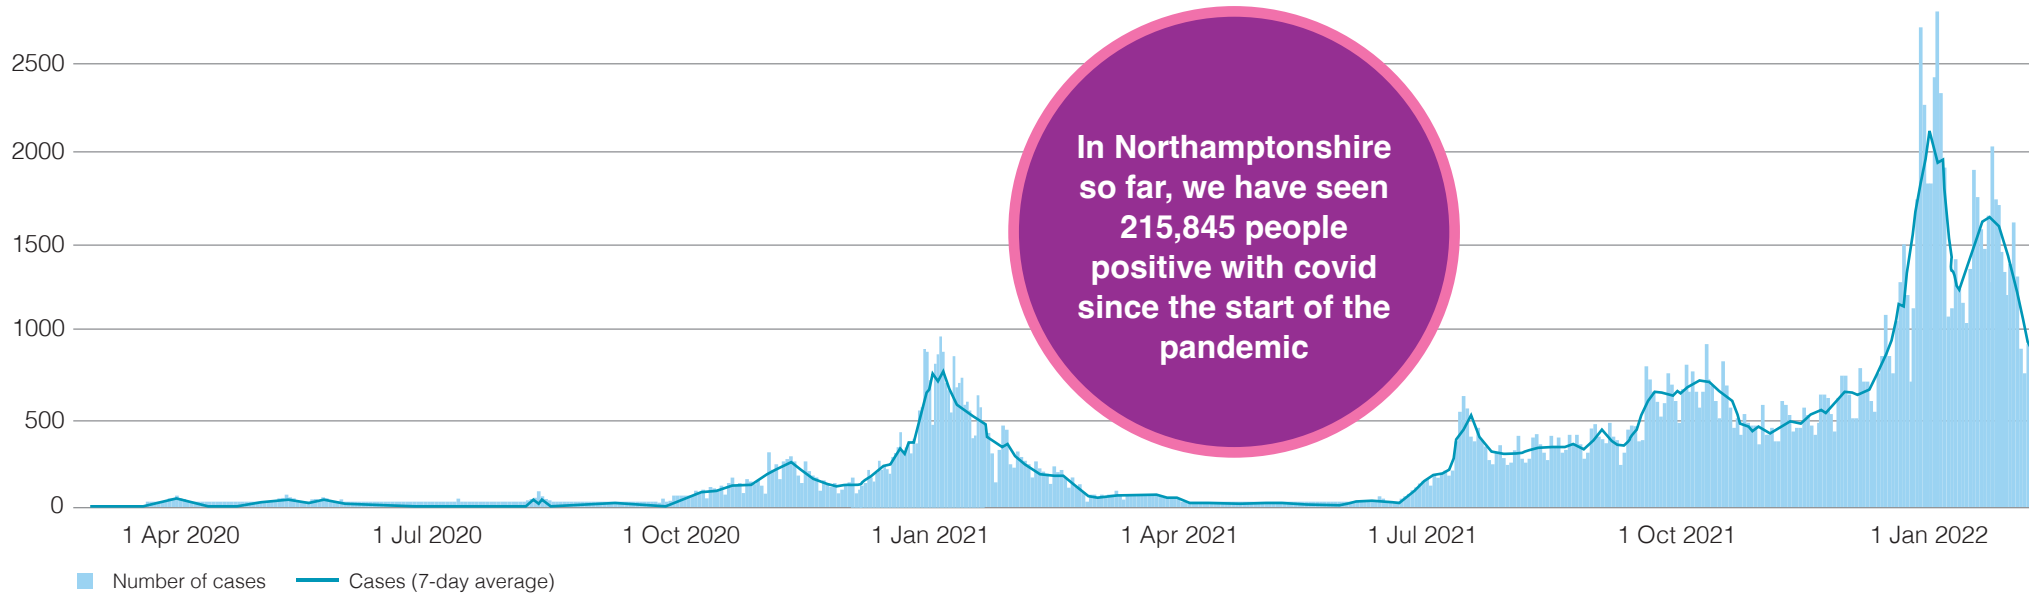 2500
2000
1500
1000
500
0
In Northamptonshire
so far, we have seen
215,845 people
positive with covid
since the start of the
pandemic
1 Apr 2020
1 Jul 2020
1 Oct 2020
1 Jan 2021
1 Apr 2021
1 Jul 2021
1 Oct 2021
1 Jan 2022
Number of cases
Cases (7-day average)